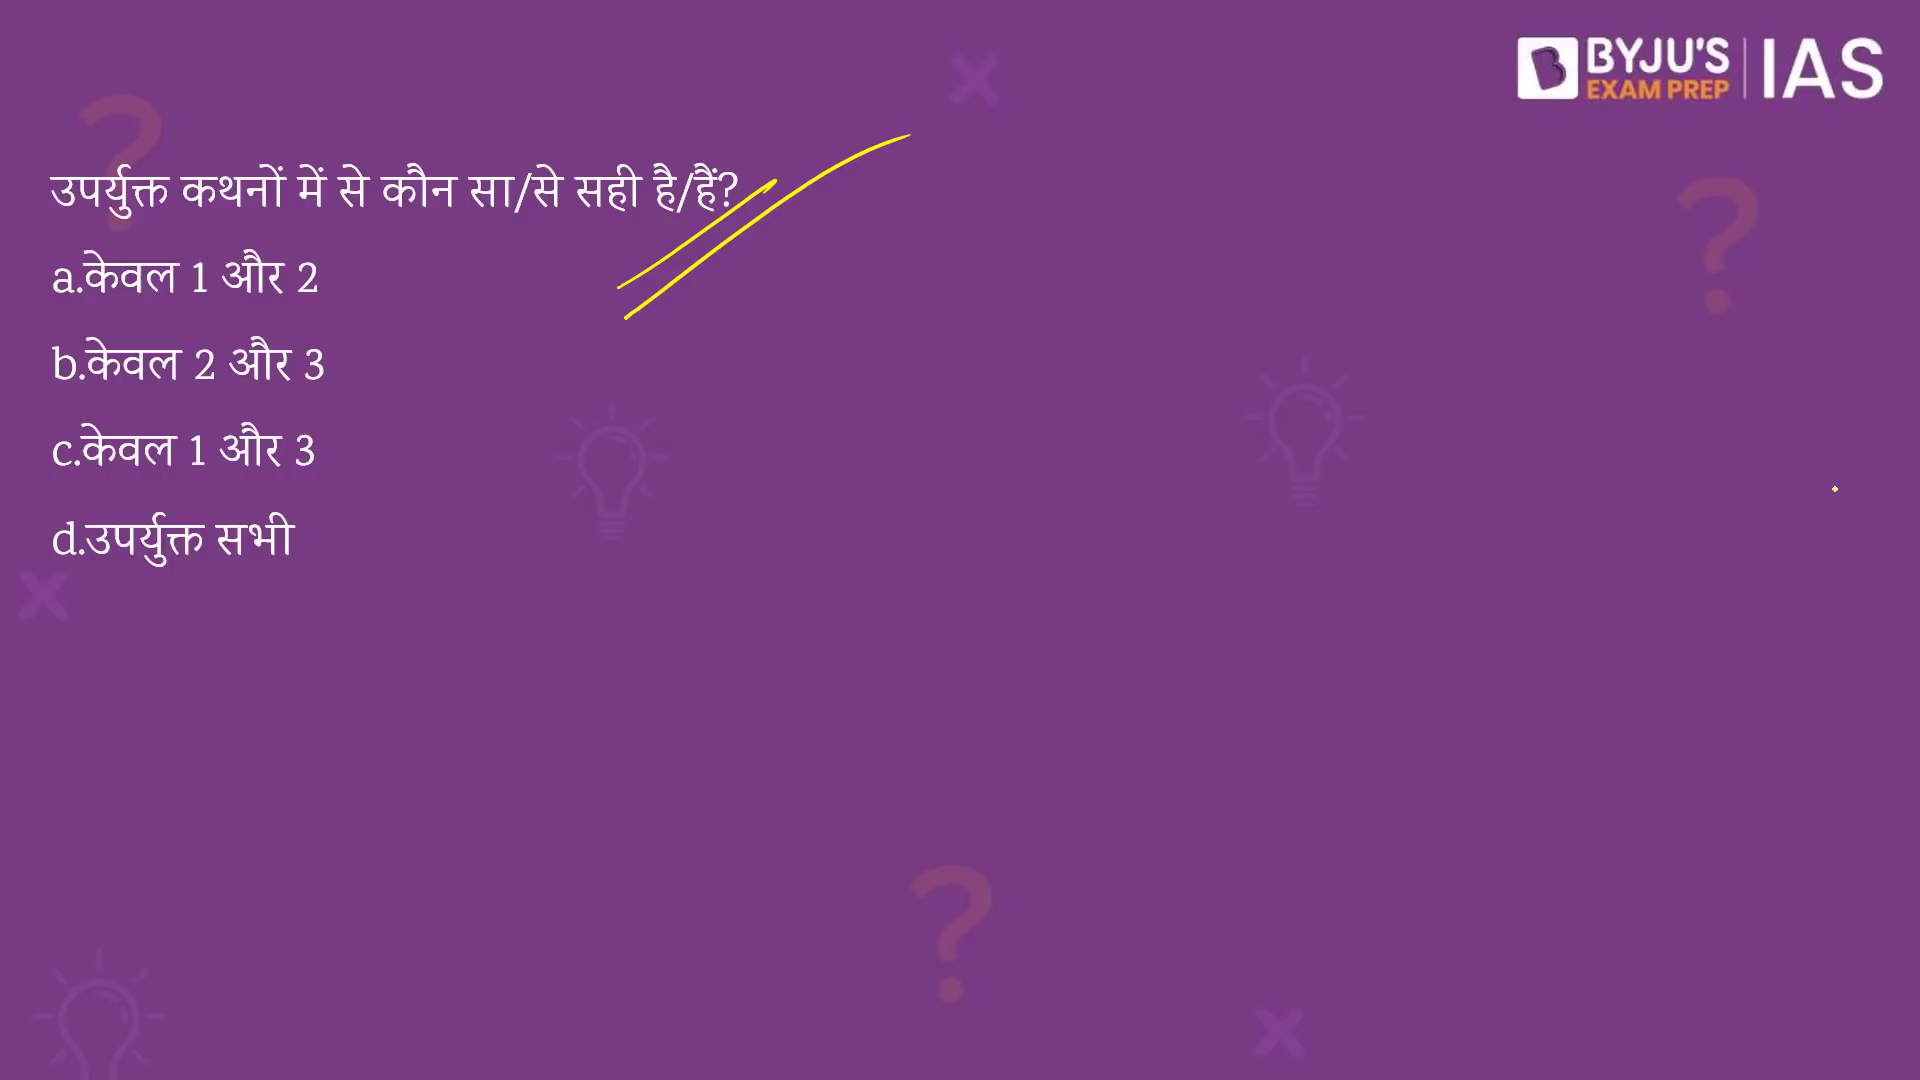 BYJU'S
EXAM PREP
IAS
उपर्युक्त कथनों में से कौन सा/से सही है/हैं?
a.केवल 1 और 2
b.केवल 2 और 3
c.केवल 1 और 3
d.उपर्युक्त सभी